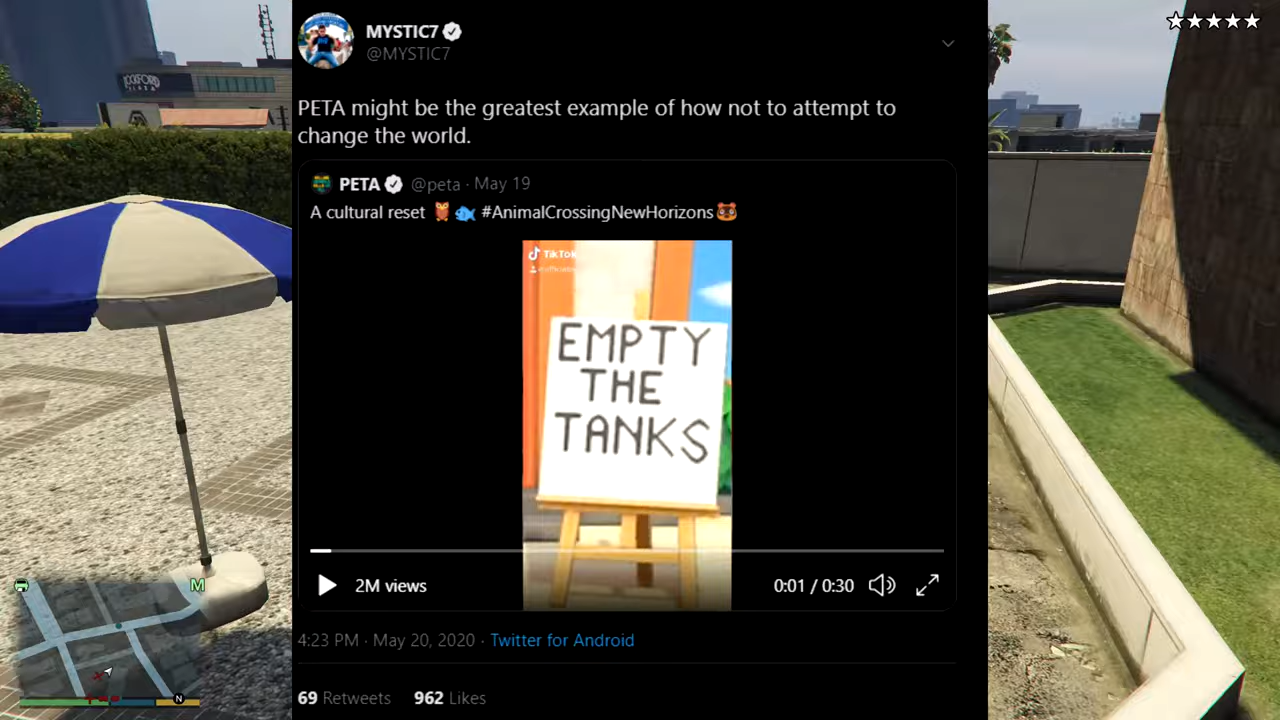 MYSTIC7
@MYSTIC7
PETA might be the greatest example of how not to attempt to
change the world.
PETA @peta · May 19
A cultural reset 🦉🐟 #AnimalCrossingNewHorizons
TikTok
EMPTY
THE
TANKS
2M views 0:01 / 0:30
4:23 PM · May 20, 2020 · Twitter for Android
69 Retweets 962 Likes
ROCKFORD
PLAZA
M
N